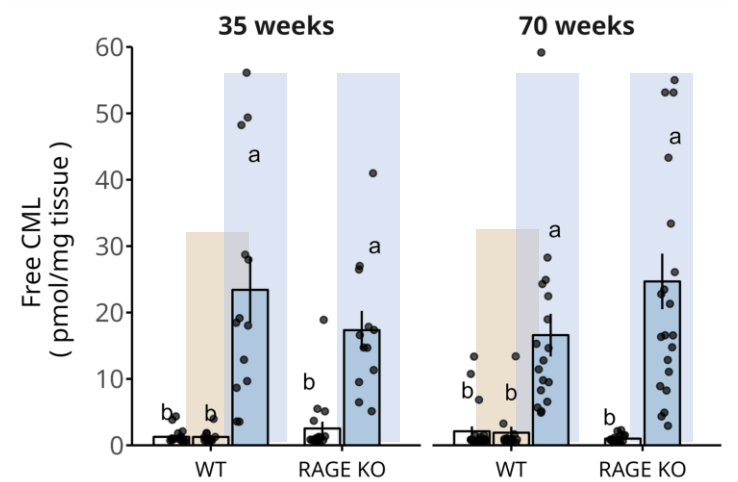 35 weeks
70 weeks
Free CML
( pmol/mg tissue )
60
50
40
30
20
10
0
a
a
a
a
b
b
b
b
b
b
WT
RAGE KO
WT
RAGE KO